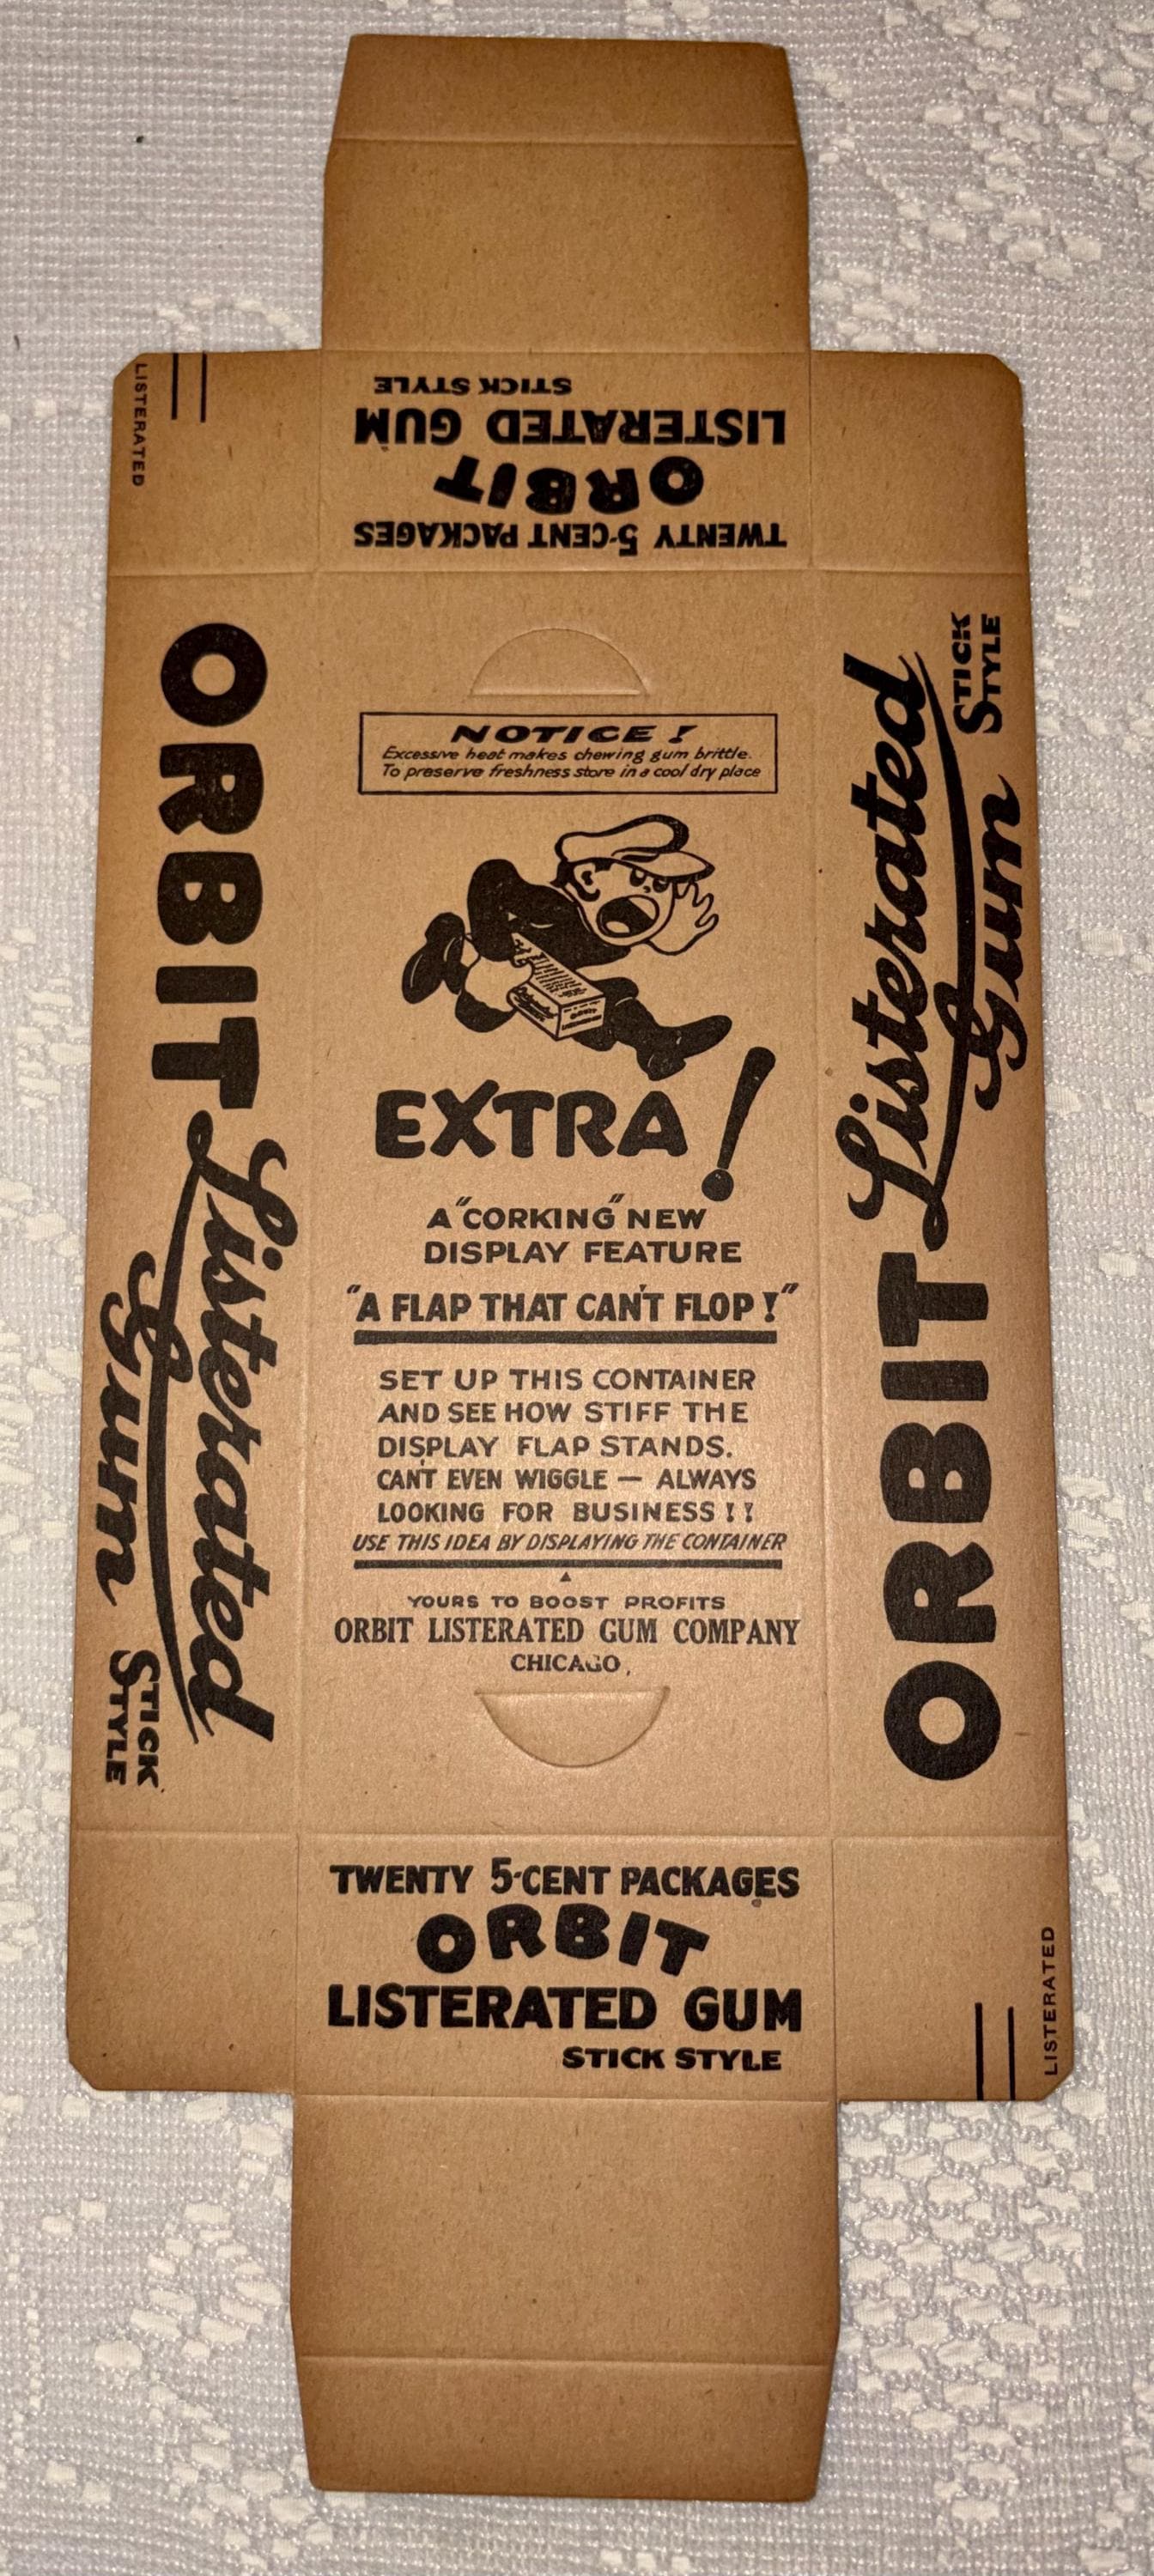 LISTERATED
STICK STYLE
LISTERATED GUM
ORBIT
TWENTY 5-CENT PACKAGES
ORBIT Listerated
Gum
STICK
STYLE
NOTICE !
Excessive heat makes chewing gum brittle.
To preserve freshness store in a cool dry place
EXTRA!
A "CORKING" NEW
DISPLAY FEATURE
"A FLAP THAT CAN'T FLOP!"
SET UP THIS CONTAINER
AND SEE HOW STIFF THE
DISPLAY FLAP STANDS.
CAN'T EVEN WIGGLE — ALWAYS
LOOKING FOR BUSINESS!!
USE THIS IDEA BY DISPLAYING THE CONTAINER
YOURS TO BOOST PROFITS
ORBIT LISTERATED GUM COMPANY
CHICAGO.
ORBIT Listerated
Gum
STICK
STYLE
TWENTY 5-CENT PACKAGES
ORBIT
LISTERATED GUM
STICK STYLE
LISTERATED